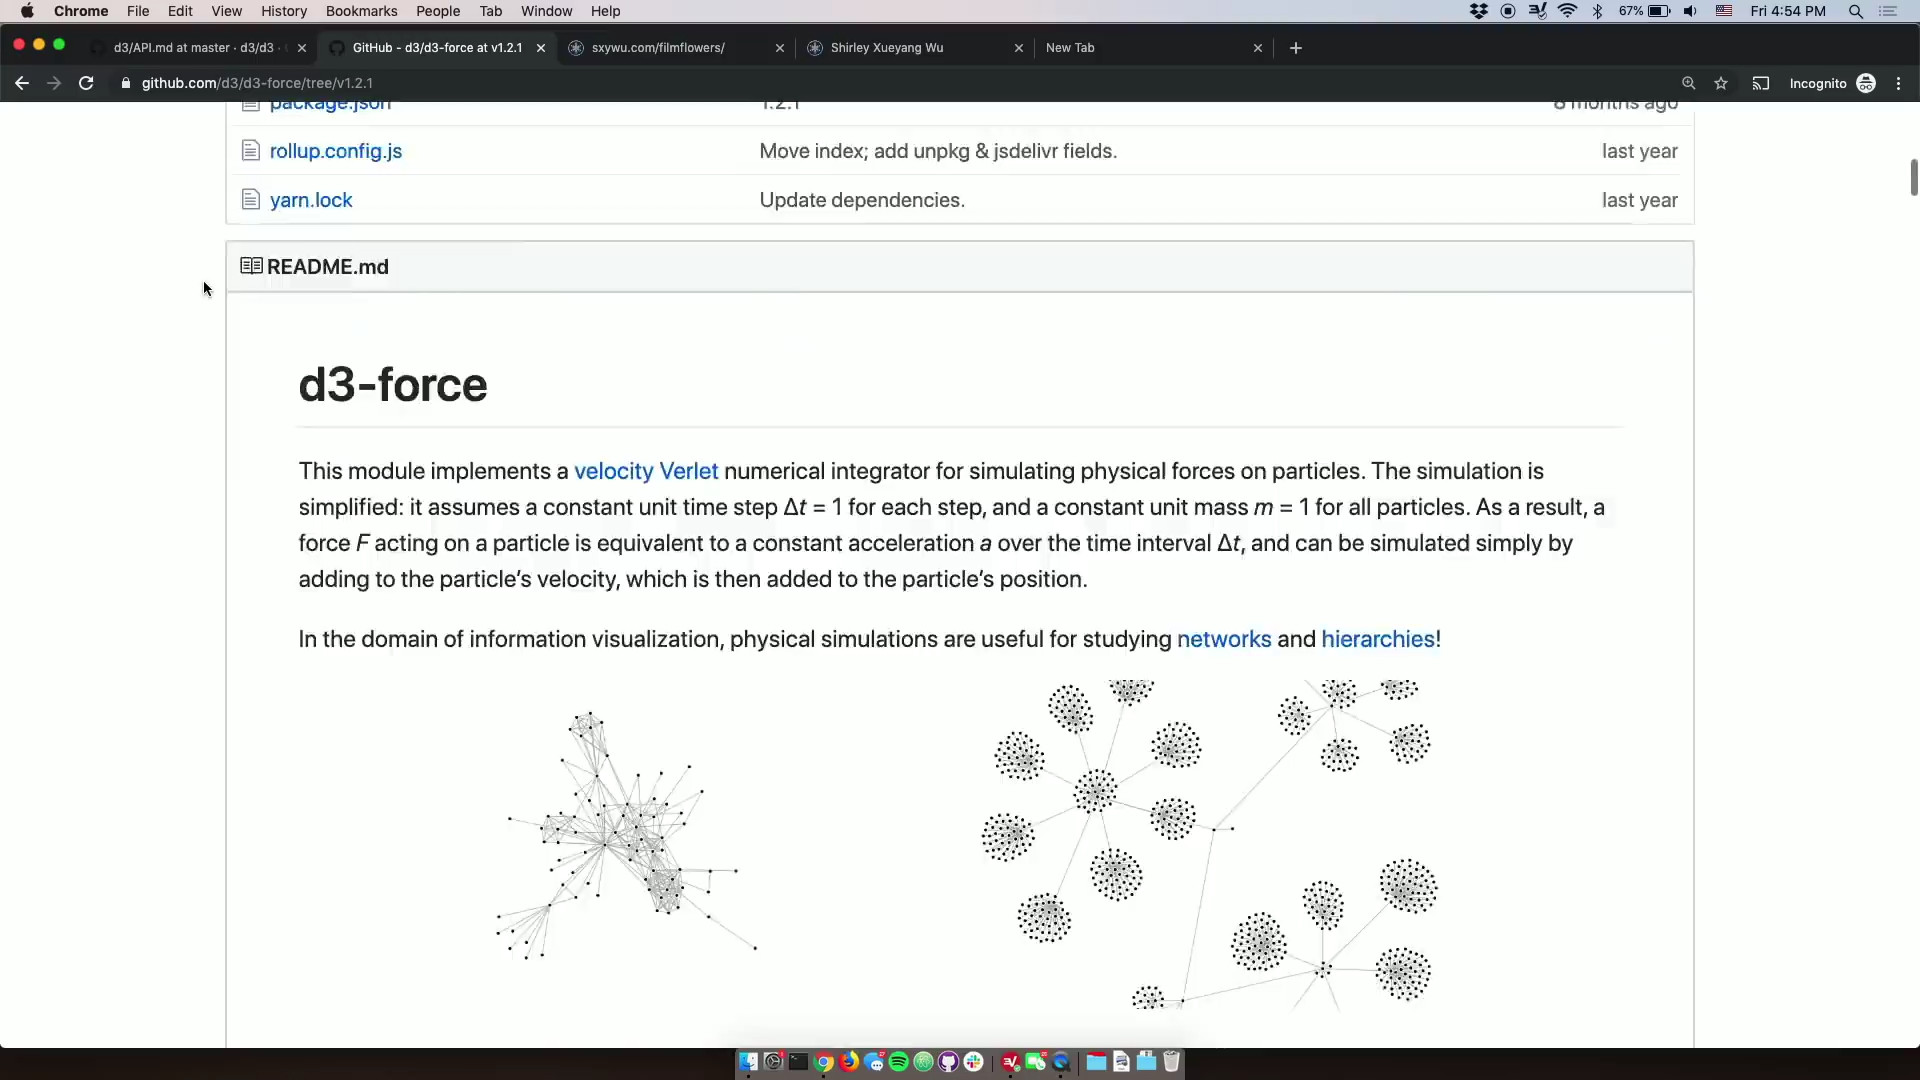 Chrome File Edit View History Bookmarks People Tab Window Help 67% Fri 4:54 PM
d3/API.md at master · d3/d3 · GitHub - d3/d3-force at v1.2.1 sxywu.com/filmflowers/ Shirley Xueyang Wu New Tab
github.com/d3/d3-force/tree/v1.2.1 Incognito
package.json 1.2.1 8 months ago
rollup.config.js Move index; add unpkg & jsdelivr fields. last year
yarn.lock Update dependencies. last year
README.md
d3-force
This module implements a velocity Verlet numerical integrator for simulating physical forces on particles. The simulation is
simplified: it assumes a constant unit time step Δt = 1 for each step, and a constant unit mass m = 1 for all particles. As a result, a
force F acting on a particle is equivalent to a constant acceleration a over the time interval Δt, and can be simulated simply by
adding to the particle's velocity, which is then added to the particle's position.
In the domain of information visualization, physical simulations are useful for studying networks and hierarchies!